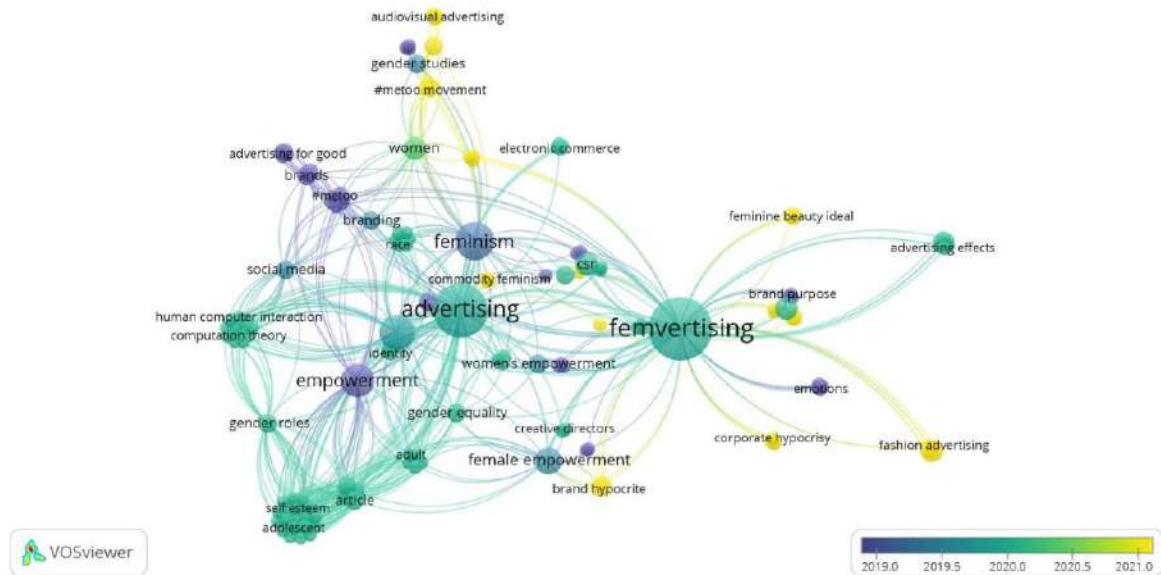 audiovisual advertising
gender studies
#metoo movement
women
electronic commerce
advertising for good
brands
#metoo
branding
race
feminism
feminine beauty ideal
advertising effects
social media
csr
commodity feminism
brand purpose
advertising
human computer interaction
femvertising
computation theory
identity
women's empowerment
empowerment
emotions
gender equality
gender roles
creative directors
corporate hypocrisy
fashion advertising
adult
female empowerment
brand hypocrite
article
self esteem
adolescent
VOSviewer
2019.0 2019.5 2020.0 2020.5 2021.0